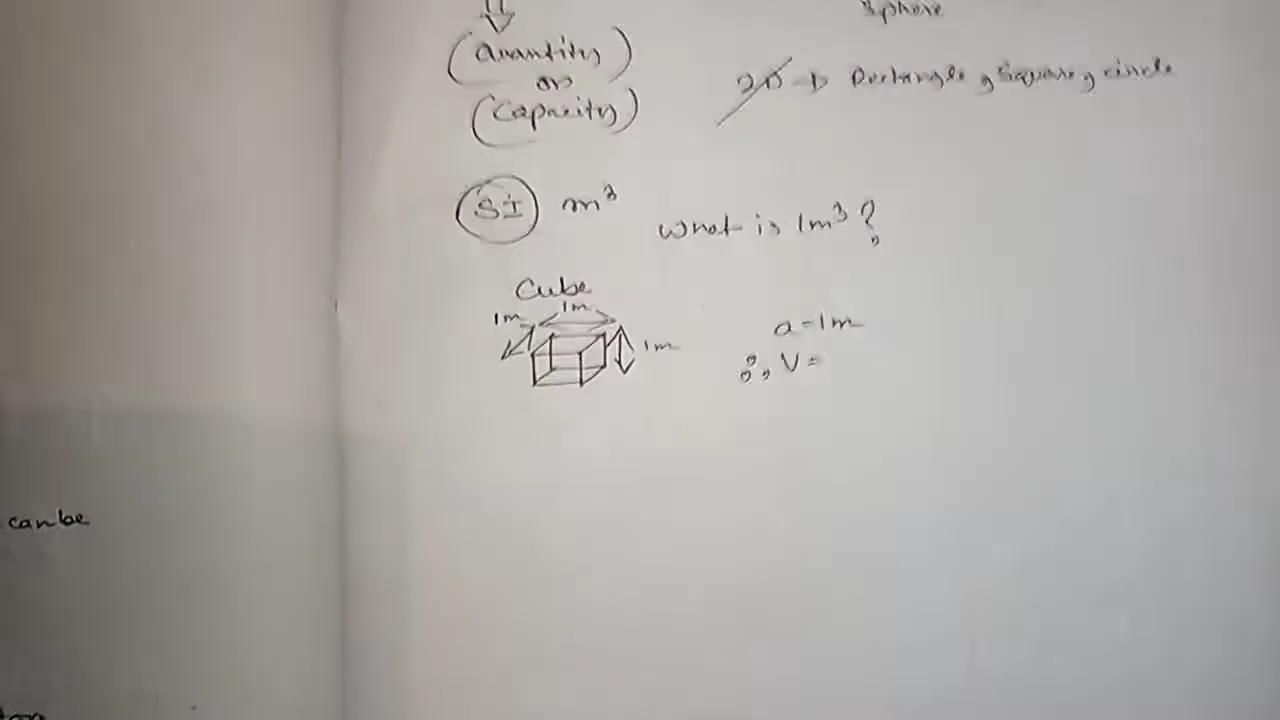 Sphere
(Quantity)
or
(Capacity)
2D → Rectangle, Square, circle
SI m³
What is 1m³?
Cube
1m
1m
1m
a=1m
∴, V=
can be